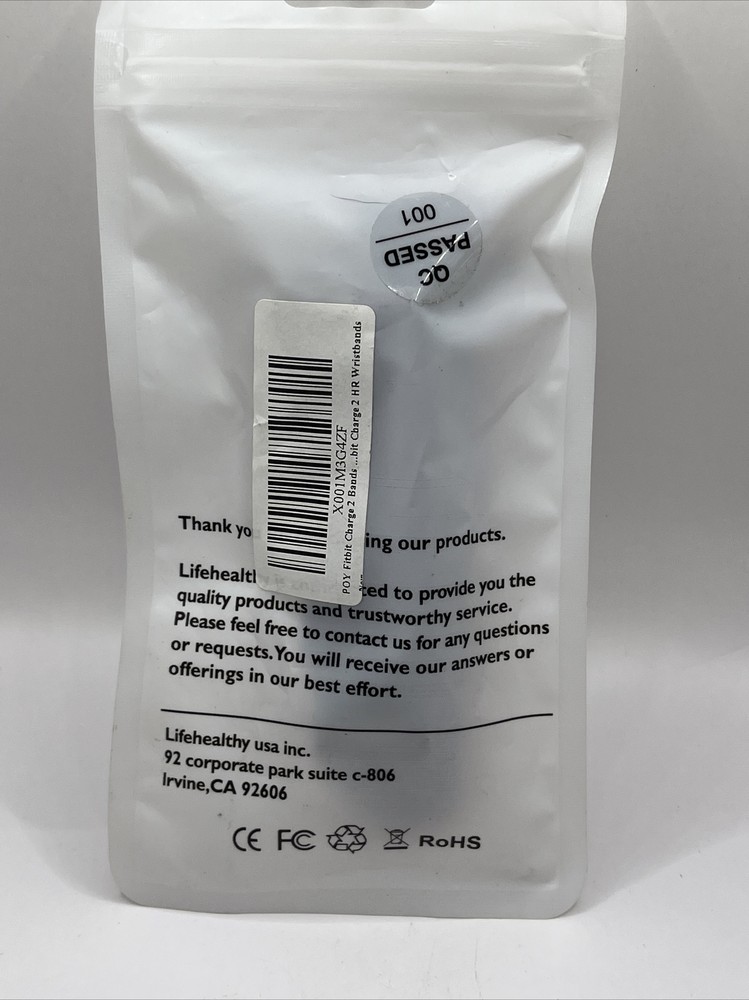 QC
PASSED
001
X001M3G4ZF
POY Fitbit Charge 2 Bands ...bit Charge 2 HR Wristbands
New
Thank yo ing our products.
Lifehealt ted to provide you the
quality products and trustworthy service.
Please feel free to contact us for any questions
or requests.You will receive our answers or
offerings in our best effort.
Lifehealthy usa inc.
92 corporate park suite c-806
Irvine,CA 92606
CE FC RoHS